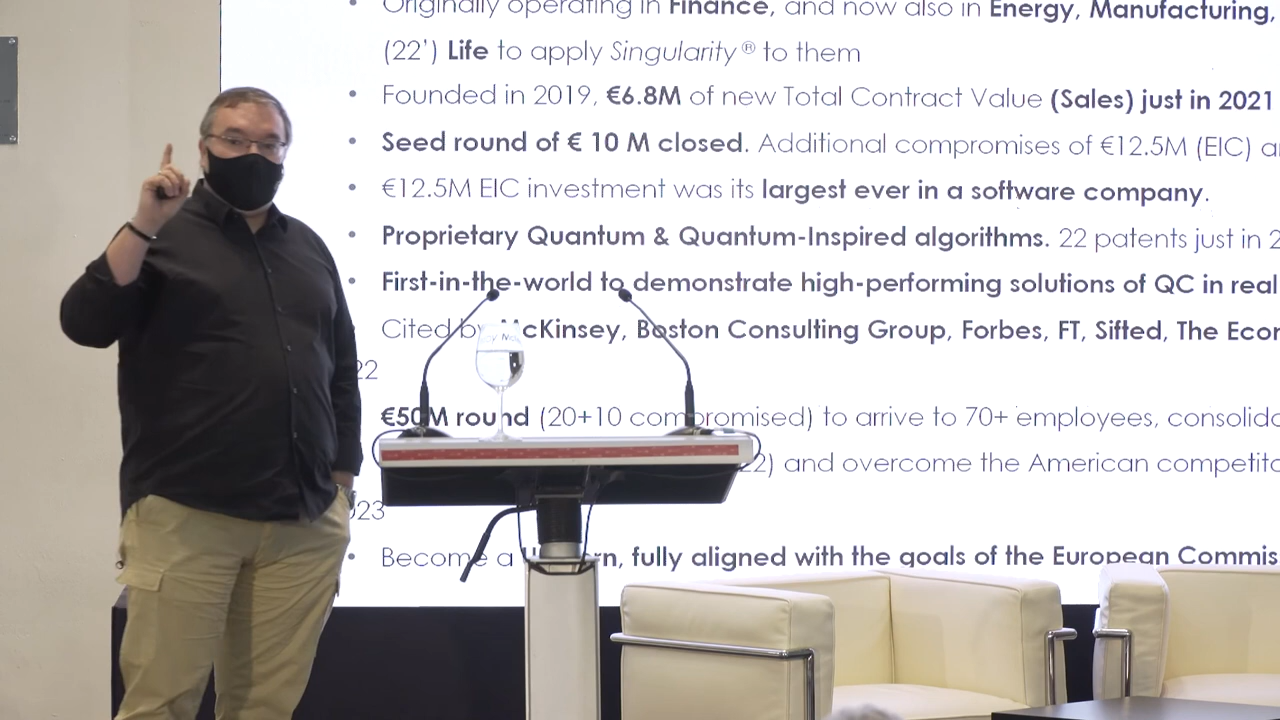 Originally operating in Finance, and now also in Energy, Manufacturing,
(22’) Life to apply Singularity ® to them
Founded in 2019, €6.8M of new Total Contract Value (Sales) just in 2021
Seed round of € 10 M closed. Additional compromises of €12.5M (EIC)
€12.5M EIC investment was its largest ever in a software company.
Proprietary Quantum & Quantum-Inspired algorithms. 22 patents just in
First-in-the-world to demonstrate high-performing solutions of QC in real
Cited by McKinsey, Boston Consulting Group, Forbes, FT, Sifted, The
22
€50M round (20+10 compromised) to arrive to 70+ employees,
22) and overcome the American
023
Become a fully aligned with the goals of the European